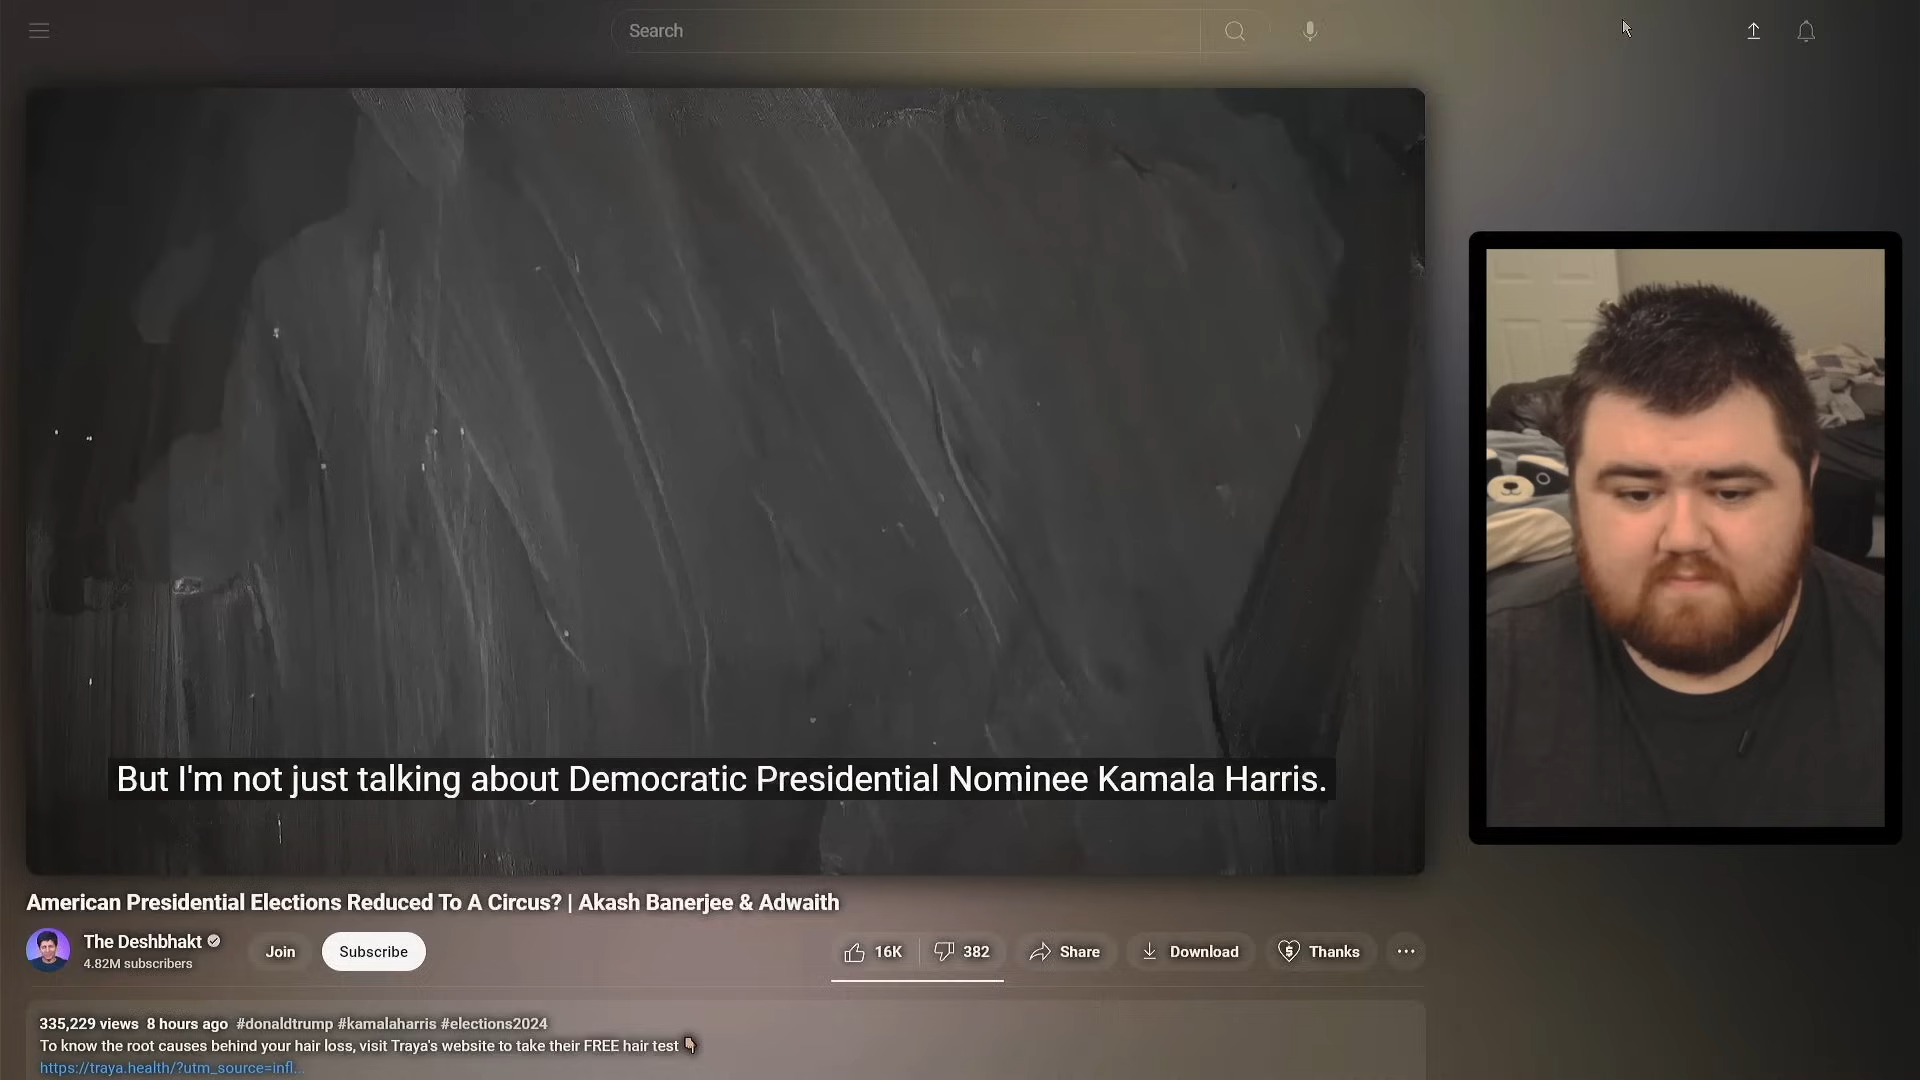 Search
But I'm not just talking about Democratic Presidential Nominee Kamala Harris.
American Presidential Elections Reduced To A Circus? | Akash Banerjee & Adwaith
The Deshbhakt
4.82M subscribers
Join
Subscribe
16K
382
Share
Download
Thanks
335,229 views 8 hours ago #donaldtrump #kamalaharris #elections2024
To know the root causes behind your hair loss, visit Traya's website to take their FREE hair test
https://traya.health/?utm_source=infl...